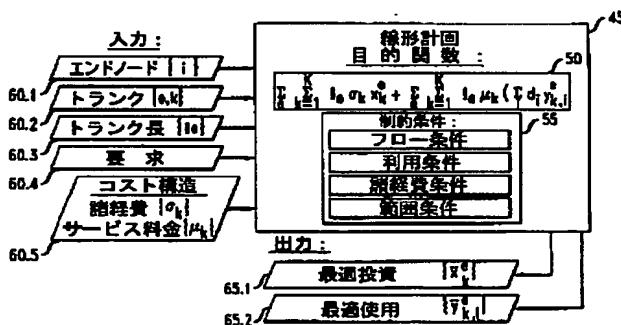 入力：
エンドノード {i}
60.1
トランク {e,k}
60.2
トランク長 {le}
60.3
要求
60.4
コスト構造
諸経費 {σk}
サービス料金 {μk}
60.5
45
線形計画
目的関数：
50
制約条件：
55
フロー条件
利用条件
諸経費条件
範囲条件
出力：
最適投資
65.1
最適使用
65.2